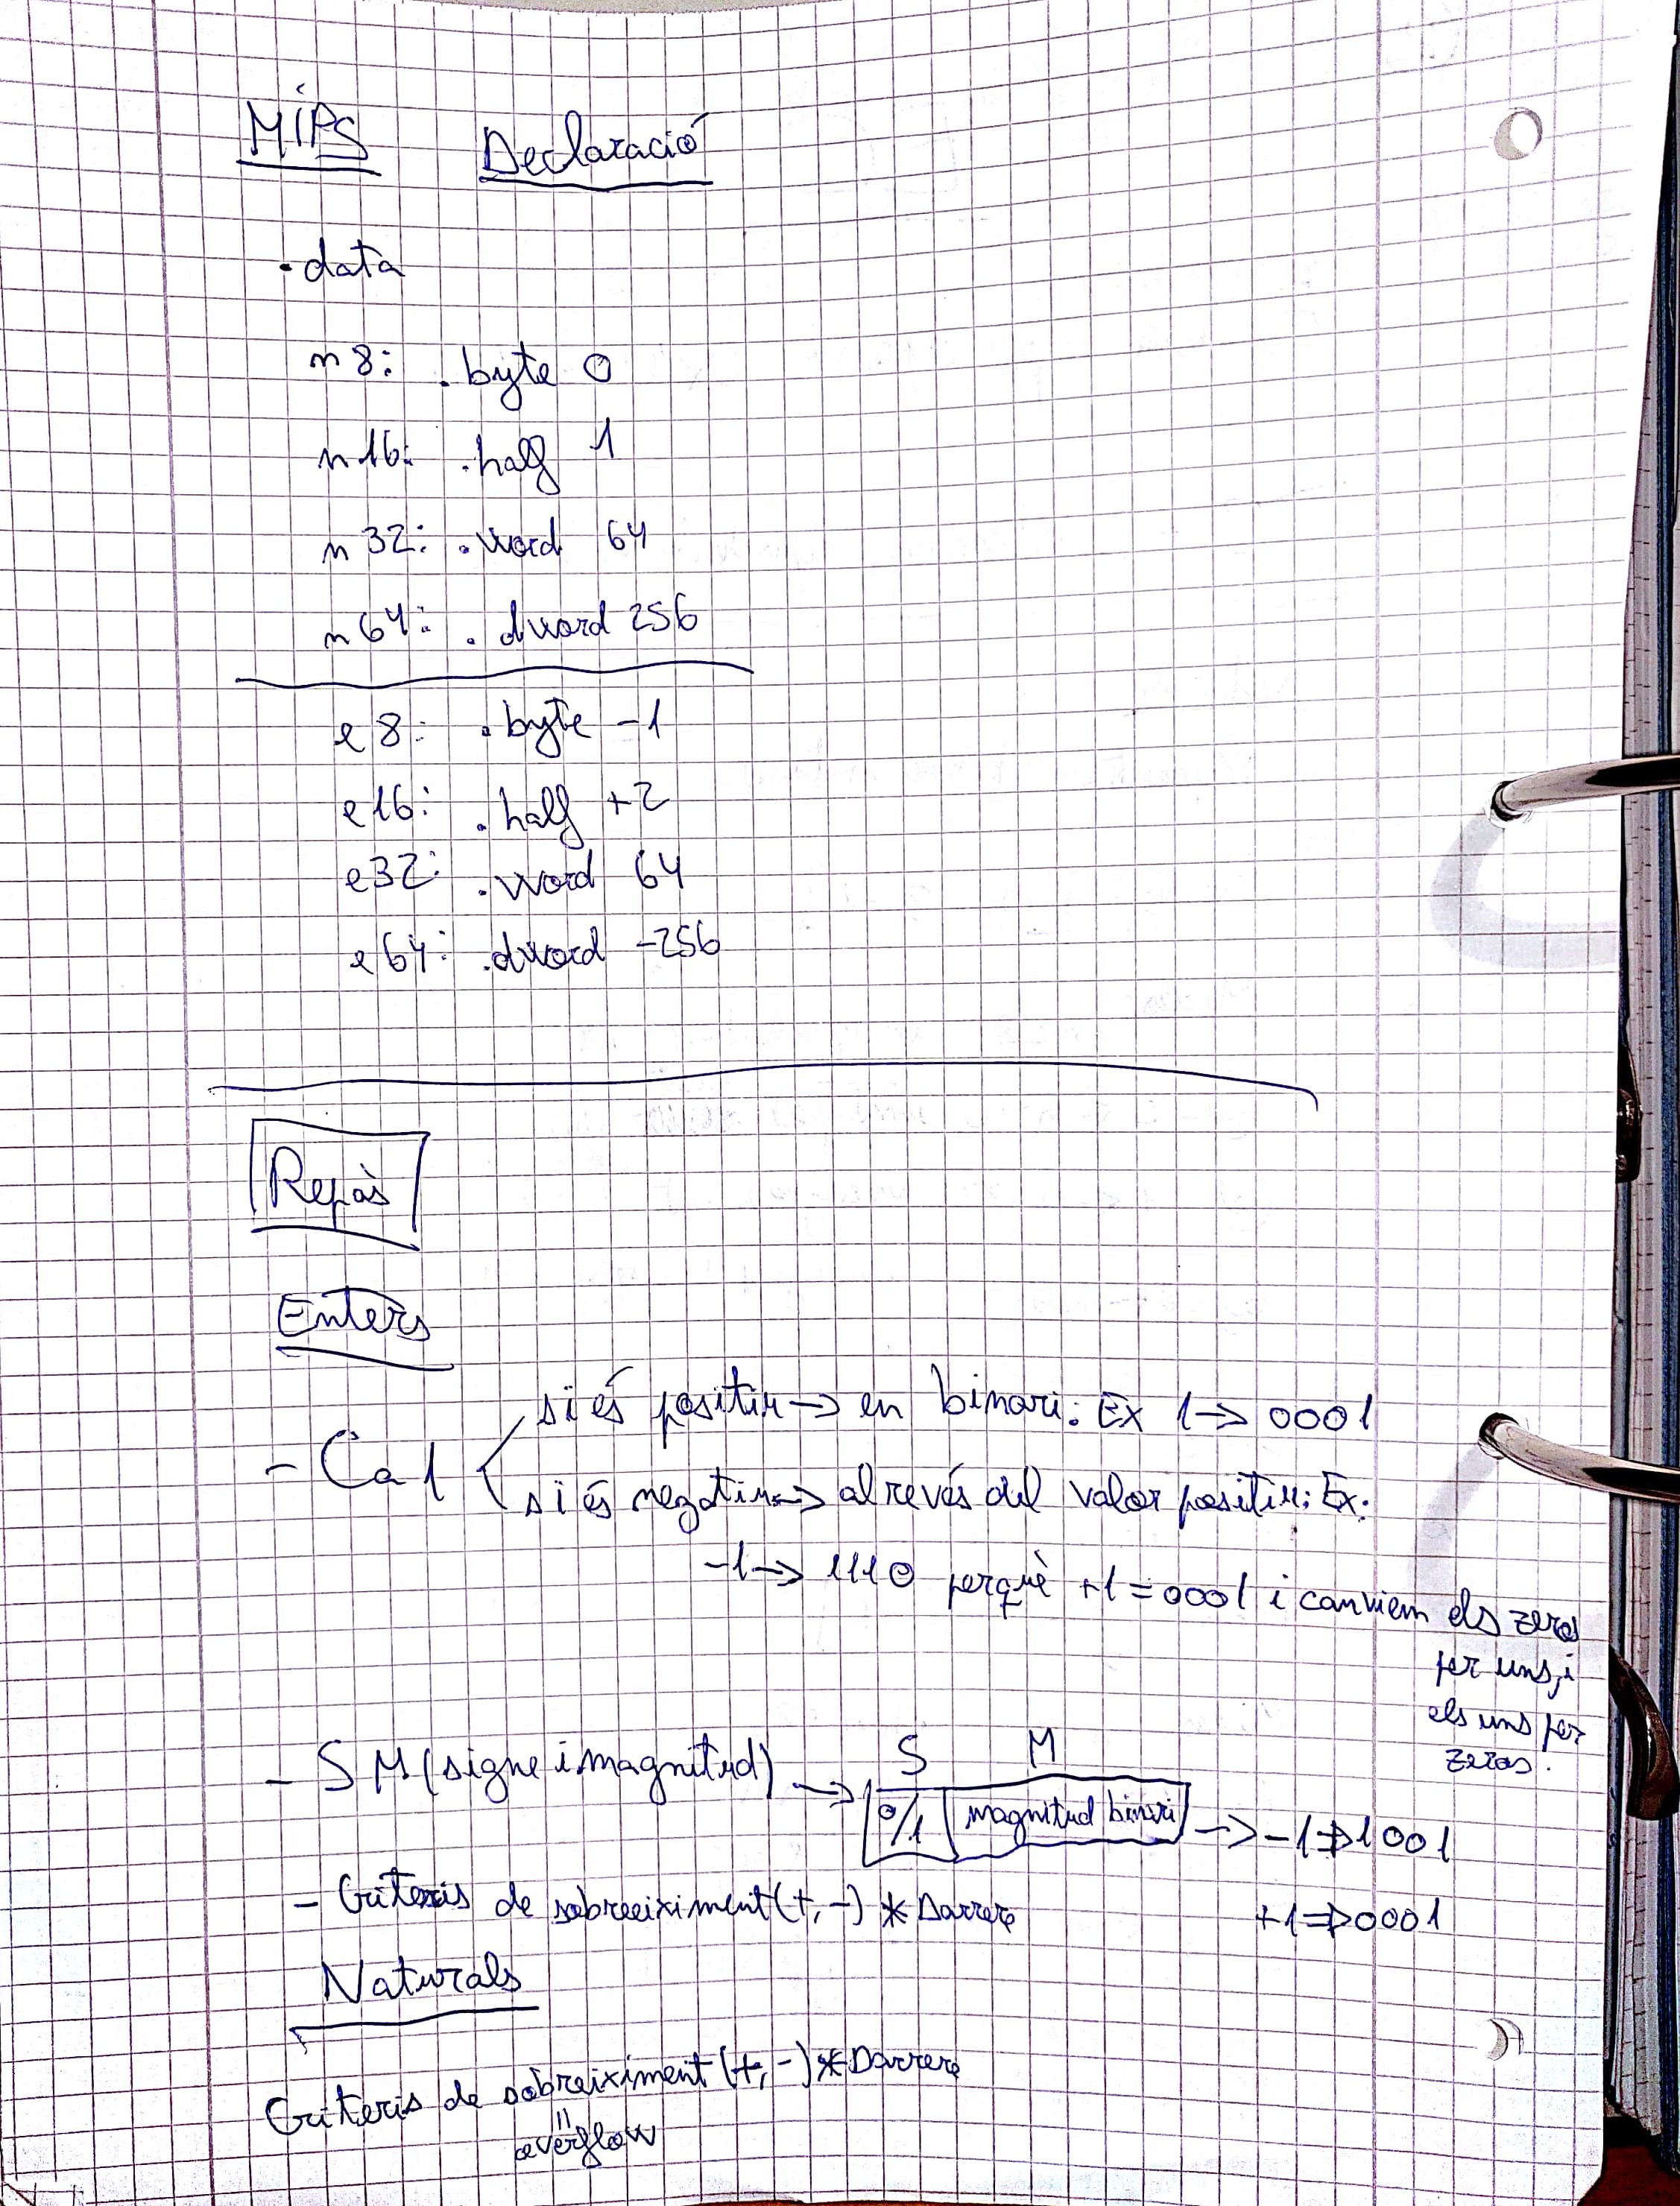 MIPS Declaració
.data
n8: .byte 0
n16: .half 1
n32: .word 64
n64: .dword 256
e8: .byte -1
e16: .half +2
e32: .word 64
e64: .dword -256
Repàs
Enters
- Ca1 si és positiu → en binari: Ex 1 → 0001
si és negatiu → al revés del valor positiu: Ex:
-1 → 1110 perquè +1 = 0001 i canviem els zeros
per uns, i
els uns per
zeros.
- SM (signe i magnitud) → S M
0/1 magnitud binari → -1 ⇒ 1001
+1 ⇒ 0001
- Criteris de sobreeiximent (+, -) * Darrere
Naturals
Criteris de sobreiximent (+, -) * Darrere
=
overflow